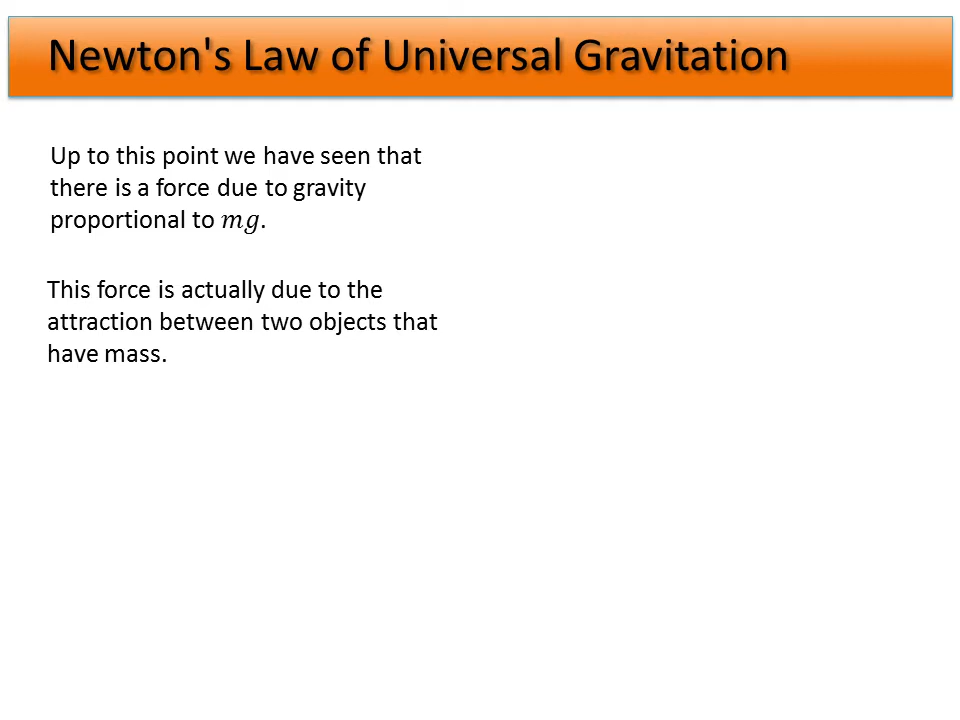 Newton's Law of Universal Gravitation
Up to this point we have seen that
there is a force due to gravity
proportional to 𝑚𝑔.
This force is actually due to the
attraction between two objects that
have mass.